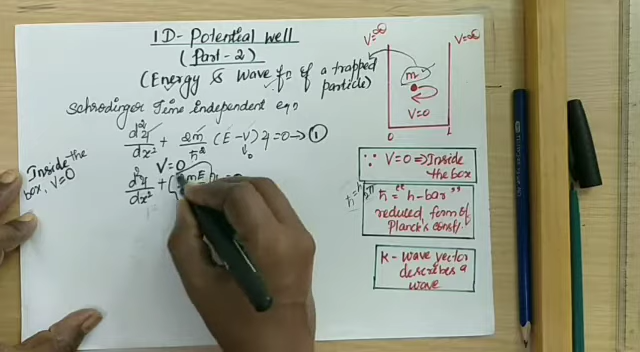 1D- Potential well
(Part-2)
(Energy & Wave fn of a trapped
particle)
Schrodinger Time independent eqn
d²ψ/dx² + 2m/ħ² (E-V)ψ=0→①
Inside the
box, V=0
V=0
d²ψ/dx² + 2mE
V=∞
V=∞
m
V=0
0
L
∵ V=0⇒Inside
the box
ħ="h-bar"
reduced, form of
Planck's const.
K- wave vector
describes a
wave